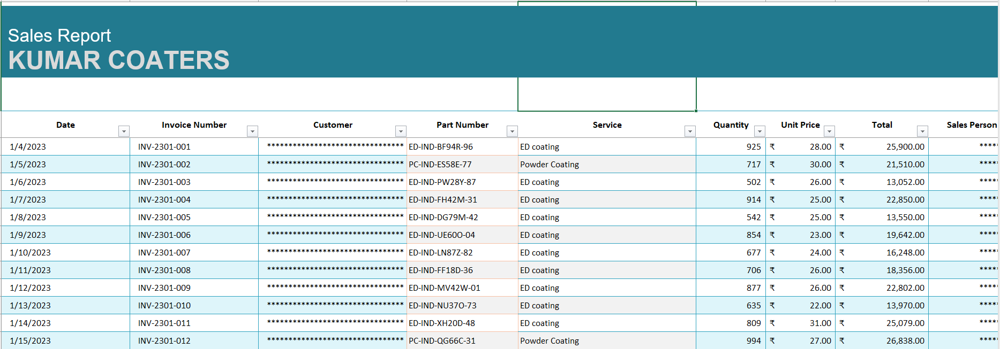 Sales Report
KUMAR COATERS
Date Invoice Number Customer Part Number Service Quantity Unit Price Total Sales Person
1/4/2023 INV-2301-001 ******************************** ED-IND-BF94R-96 ED coating 925 ₹ 28.00 ₹ 25,900.00 ****
1/5/2023 INV-2301-002 ******************************** PC-IND-ES58E-77 Powder Coating 717 ₹ 30.00 ₹ 21,510.00 ****
1/6/2023 INV-2301-003 ******************************** ED-IND-PW28Y-87 ED coating 502 ₹ 26.00 ₹ 13,052.00 ****
1/7/2023 INV-2301-004 ******************************** ED-IND-FH42M-31 ED coating 914 ₹ 25.00 ₹ 22,850.00 ****
1/8/2023 INV-2301-005 ******************************** ED-IND-DG79M-42 ED coating 542 ₹ 25.00 ₹ 13,550.00 ****
1/9/2023 INV-2301-006 ******************************** ED-IND-UE60O-04 ED coating 854 ₹ 23.00 ₹ 19,642.00 ****
1/10/2023 INV-2301-007 ******************************** ED-IND-LN87Z-82 ED coating 677 ₹ 24.00 ₹ 16,248.00 ****
1/11/2023 INV-2301-008 ******************************** ED-IND-FF18D-36 ED coating 706 ₹ 26.00 ₹ 18,356.00 ****
1/12/2023 INV-2301-009 ******************************** ED-IND-MV42W-01 ED coating 877 ₹ 26.00 ₹ 22,802.00 ****
1/13/2023 INV-2301-010 ******************************** ED-IND-NU37O-73 ED coating 635 ₹ 22.00 ₹ 13,970.00 ****
1/14/2023 INV-2301-011 ******************************** ED-IND-XH20D-48 ED coating 809 ₹ 31.00 ₹ 25,079.00 ****
1/15/2023 INV-2301-012 ******************************** PC-IND-QG66C-31 Powder Coating 994 ₹ 27.00 ₹ 26,838.00 ****